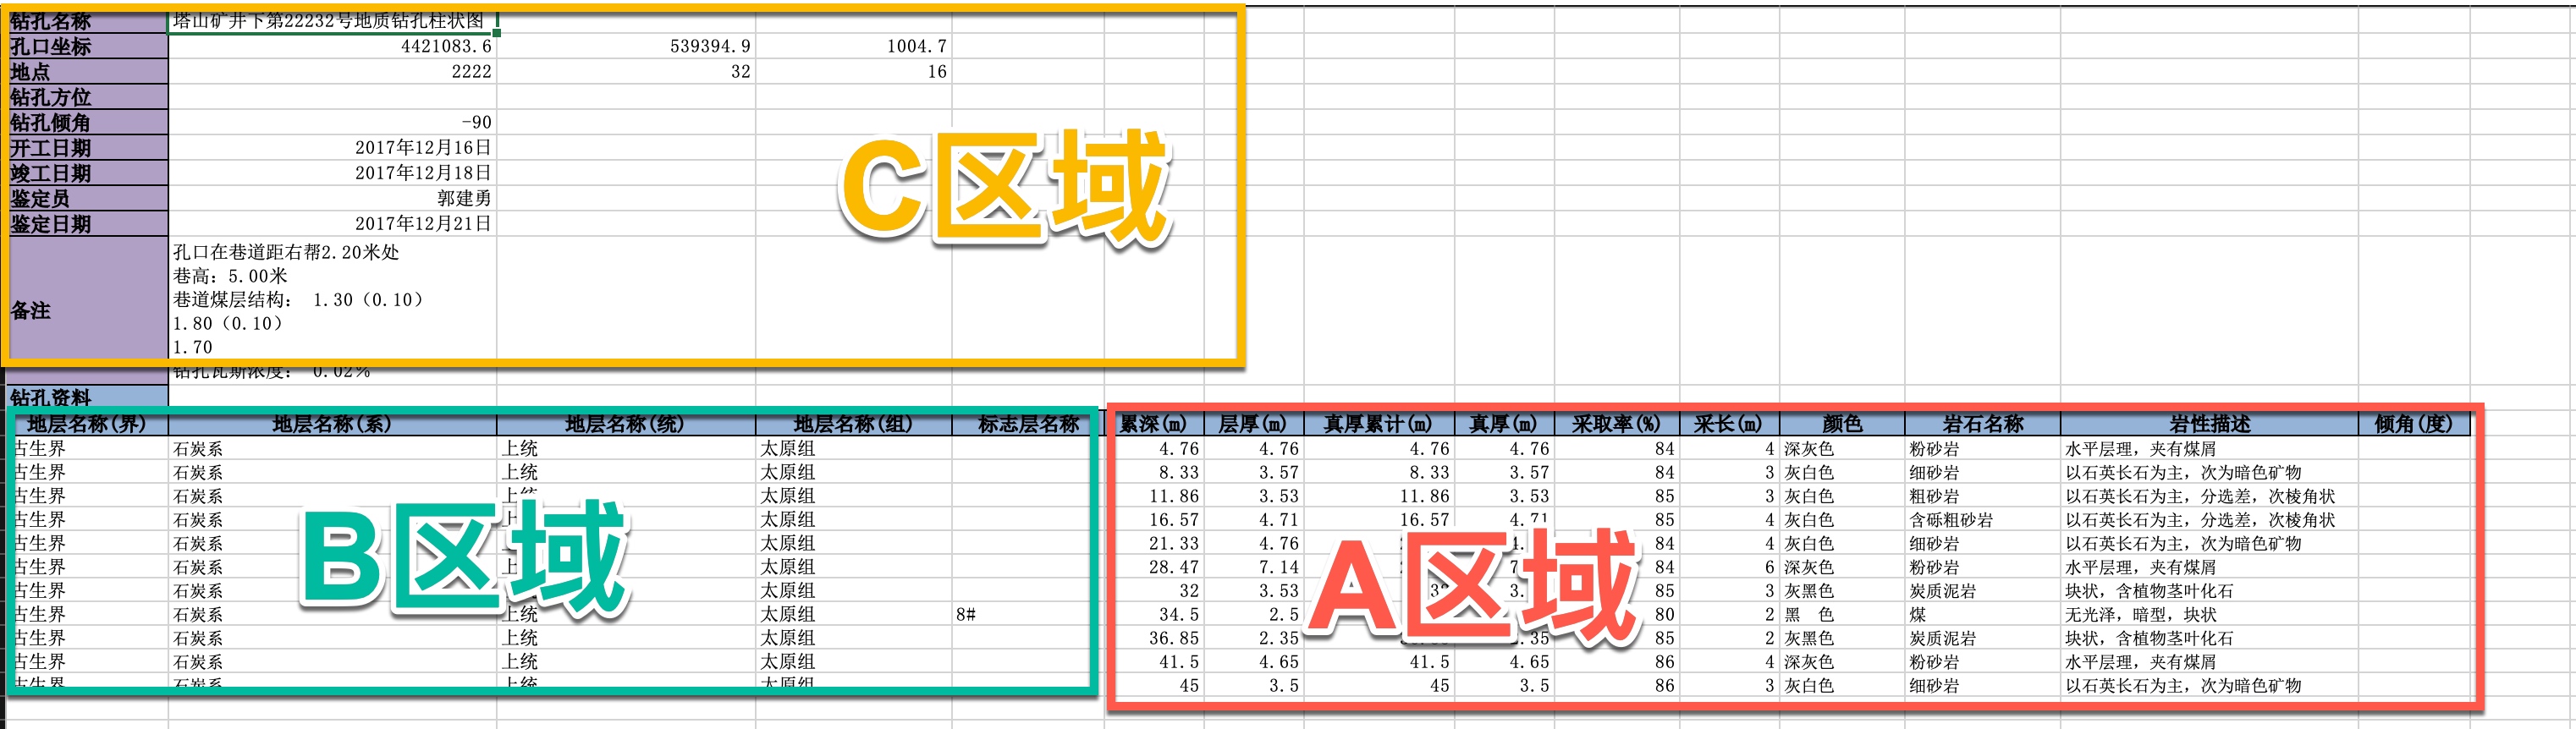 钻孔名称 塔山矿井下第22232号地质钻孔柱状图
孔口坐标 4421083.6 539394.9 1004.7
地点 2222 32 16
钻孔方位
钻孔倾角 -90
开工日期 2017年12月16日
竣工日期 2017年12月18日
鉴定员 郭建勇
鉴定日期 2017年12月21日
备注
孔口在巷道距右帮2.20米处
巷高：5.00米
巷道煤层结构： 1.30（0.10）
1.80（0.10）
1.70
钻孔瓦斯浓度： 0.02%
C区域
钻孔资料
地层名称(界) 地层名称(系) 地层名称(统) 地层名称(组) 标志层名称 累深(m) 层厚(m) 真厚累计(m) 真厚(m) 采取率(%) 采长(m) 颜色 岩石名称 岩性描述 倾角(度)
古生界 石炭系 上统 太原组 4.76 4.76 4.76 4.76 84 4 深灰色 粉砂岩 水平层理，夹有煤屑
古生界 石炭系 上统 太原组 8.33 3.57 8.33 3.57 84 3 灰白色 细砂岩 以石英长石为主，次为暗色矿物
古生界 石炭系 上统 太原组 11.86 3.53 11.86 3.53 85 3 灰白色 粗砂岩 以石英长石为主，分选差，次棱角状
古生界 石炭系 上统 太原组 16.57 4.71 16.57 4.71 85 4 灰白色 含砾粗砂岩 以石英长石为主，分选差，次棱角状
古生界 石炭系 太原组 21.33 4.76 84 4 灰白色 细砂岩 以石英长石为主，次为暗色矿物
古生界 石炭系 太原组 28.47 7.14 84 6 深灰色 粉砂岩 水平层理，夹有煤屑
古生界 石炭系 上统 太原组 32 3.53 85 3 灰黑色 炭质泥岩 块状，含植物茎叶化石
古生界 石炭系 上统 太原组 8# 34.5 2.5 80 2 黑　色 煤 无光泽，暗型，块状
古生界 石炭系 上统 太原组 36.85 2.35 85 2 灰黑色 炭质泥岩 块状，含植物茎叶化石
古生界 石炭系 上统 太原组 41.5 4.65 41.5 4.65 86 4 深灰色 粉砂岩 水平层理，夹有煤屑
古生界 石炭系 上统 太原组 45 3.5 45 3.5 86 3 灰白色 细砂岩 以石英长石为主，次为暗色矿物
B区域
A区域